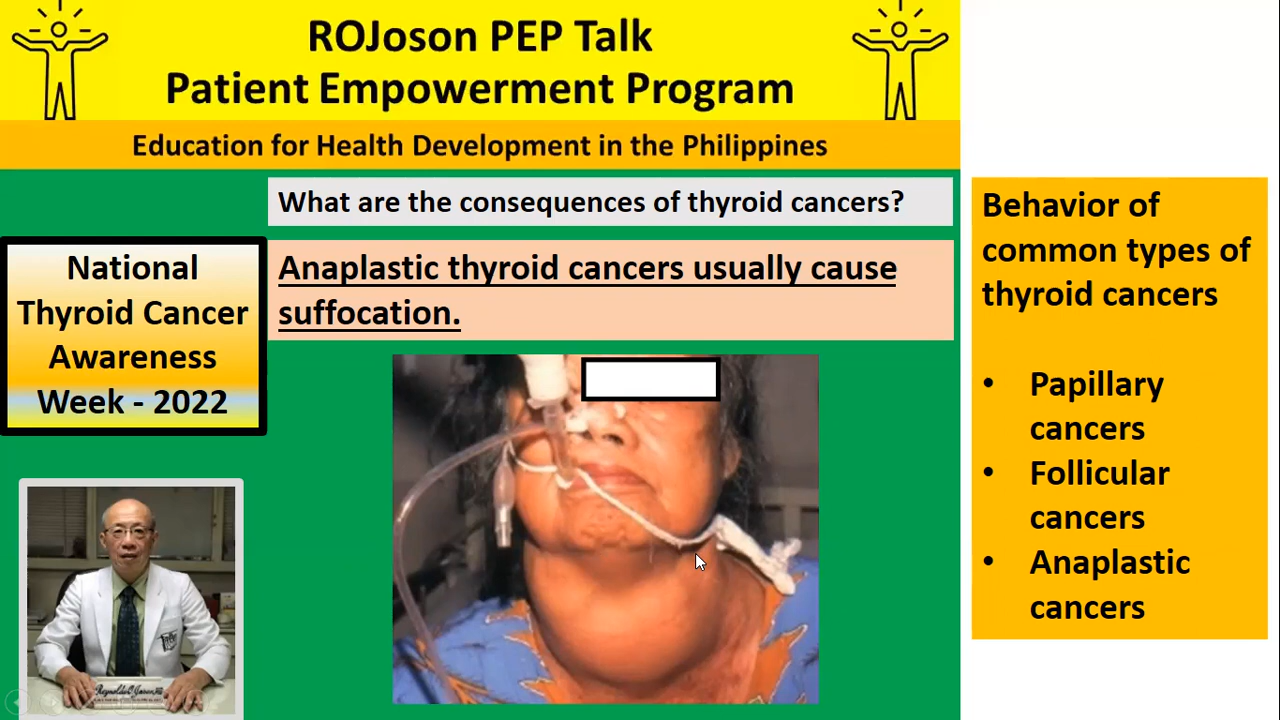 ROJoson PEP Talk
Patient Empowerment Program
Education for Health Development in the Philippines
What are the consequences of thyroid cancers?
National
Thyroid Cancer
Awareness
Week - 2022
Anaplastic thyroid cancers usually cause
suffocation.
Behavior of
common types of
thyroid cancers
• Papillary
cancers
• Follicular
cancers
• Anaplastic
cancers